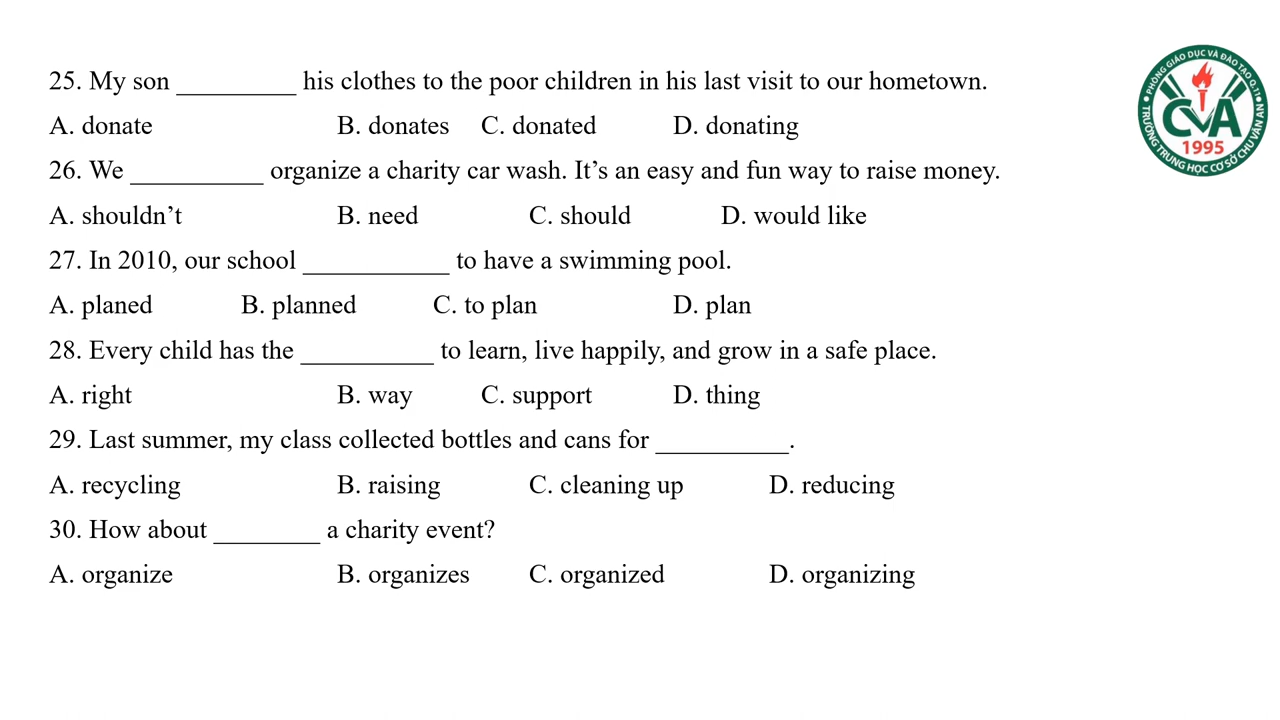 25. My son _________ his clothes to the poor children in his last visit to our hometown.
A. donate B. donates C. donated D. donating
26. We __________ organize a charity car wash. It’s an easy and fun way to raise money.
A. shouldn’t B. need C. should D. would like
27. In 2010, our school ___________ to have a swimming pool.
A. planed B. planned C. to plan D. plan
28. Every child has the __________ to learn, live happily, and grow in a safe place.
A. right B. way C. support D. thing
29. Last summer, my class collected bottles and cans for __________.
A. recycling B. raising C. cleaning up D. reducing
30. How about ________ a charity event?
A. organize B. organizes C. organized D. organizing
PHÒNG GIÁO DỤC VÀ ĐÀO TẠO Q.11
CVA
1995
TRƯỜNG TRUNG HỌC CƠ SỞ CHU VĂN AN